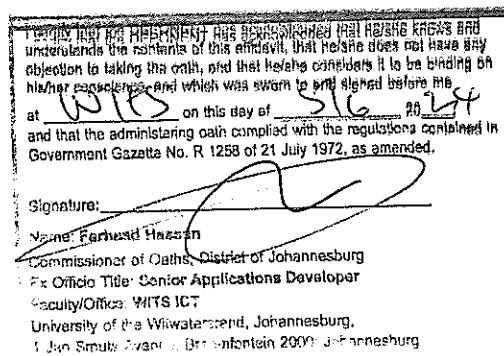 I certify that the DEPONENT has acknowledged that he/she knows and
understands the contents of this affidavit, that he/she does not have any
objection to taking the oath, and that he/she considers it to be binding on
his/her conscience, and which was sworn to and signed before me
at WITS on this day of 5/6 2024
and that the administering oath complied with the regulations contained in
Government Gazette No. R 1258 of 21 July 1972, as amended.
Signature:
Name: Farhaad Hassan
Commissioner of Oaths, District of Johannesburg
Ex Officio Title: Senior Applications Developer
Faculty/Office: WITS ICT
University of the Witwatersrand, Johannesburg,
1 Jan Smuts Avenue, Braamfontein 2000, Johannesburg